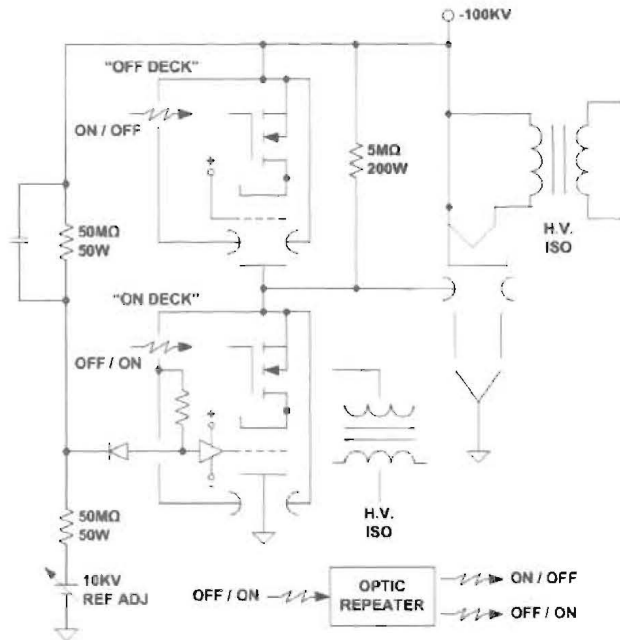 -100KV
"OFF DECK"
ON / OFF
+
5MΩ
200W
50MΩ
50W
H.V.
ISO
"ON DECK"
OFF / ON
+
-
50MΩ
50W
H.V.
ISO
10KV
REF ADJ
OFF / ON
OPTIC
REPEATER
ON / OFF
OFF / ON